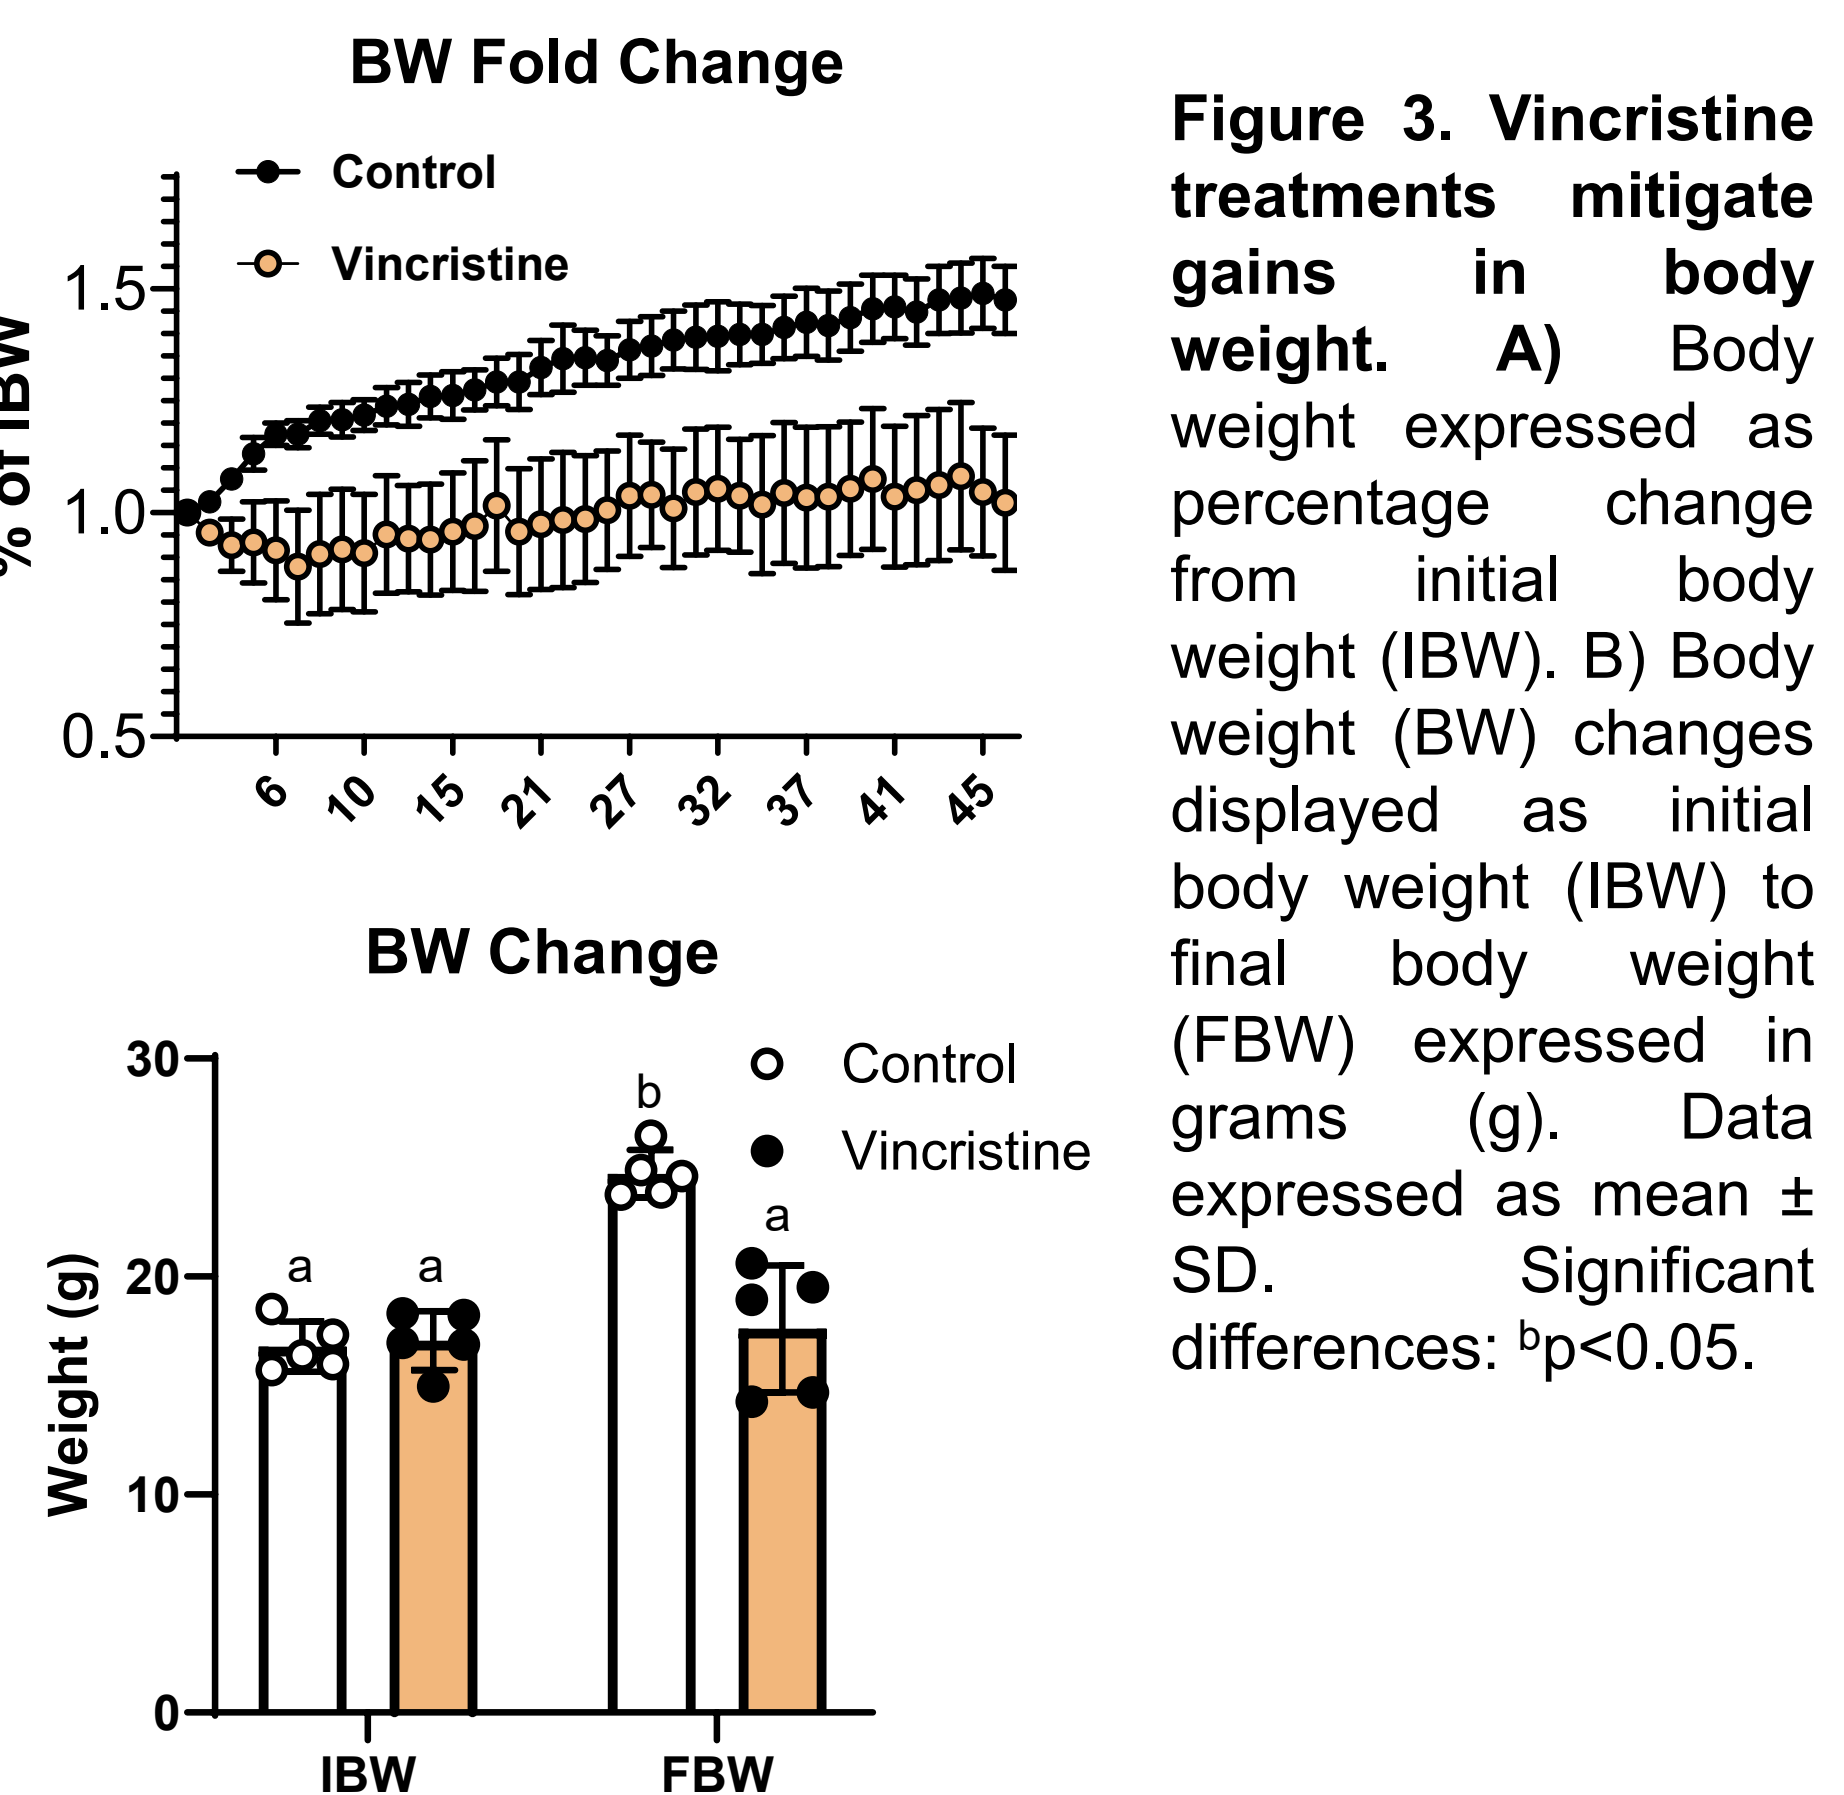 BW Fold Change
Control
Vincristine
% of IBW
1.5
1.0
0.5
6 10 15 21 27 32 37 41 45
BW Change
Control
Vincristine
Weight (g)
30
20
10
0
a a b a
IBW FBW
Figure 3. Vincristine
treatments mitigate
gains in body
weight. A) Body
weight expressed as
percentage change
from initial body
weight (IBW). B) Body
weight (BW) changes
displayed as initial
body weight (IBW) to
final body weight
(FBW) expressed in
grams (g). Data
expressed as mean ±
SD. Significant
differences: ᵇp<0.05.